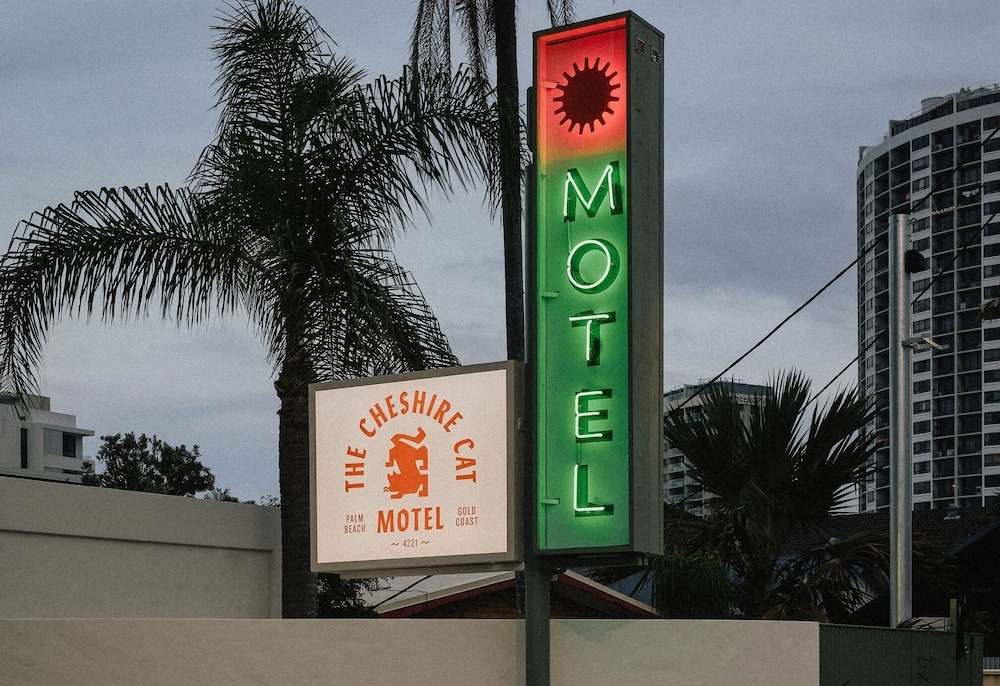 MOTEL
THE CHESHIRE CAT
PALM
BEACH
MOTEL
GOLD
COAST
~ 4221 ~